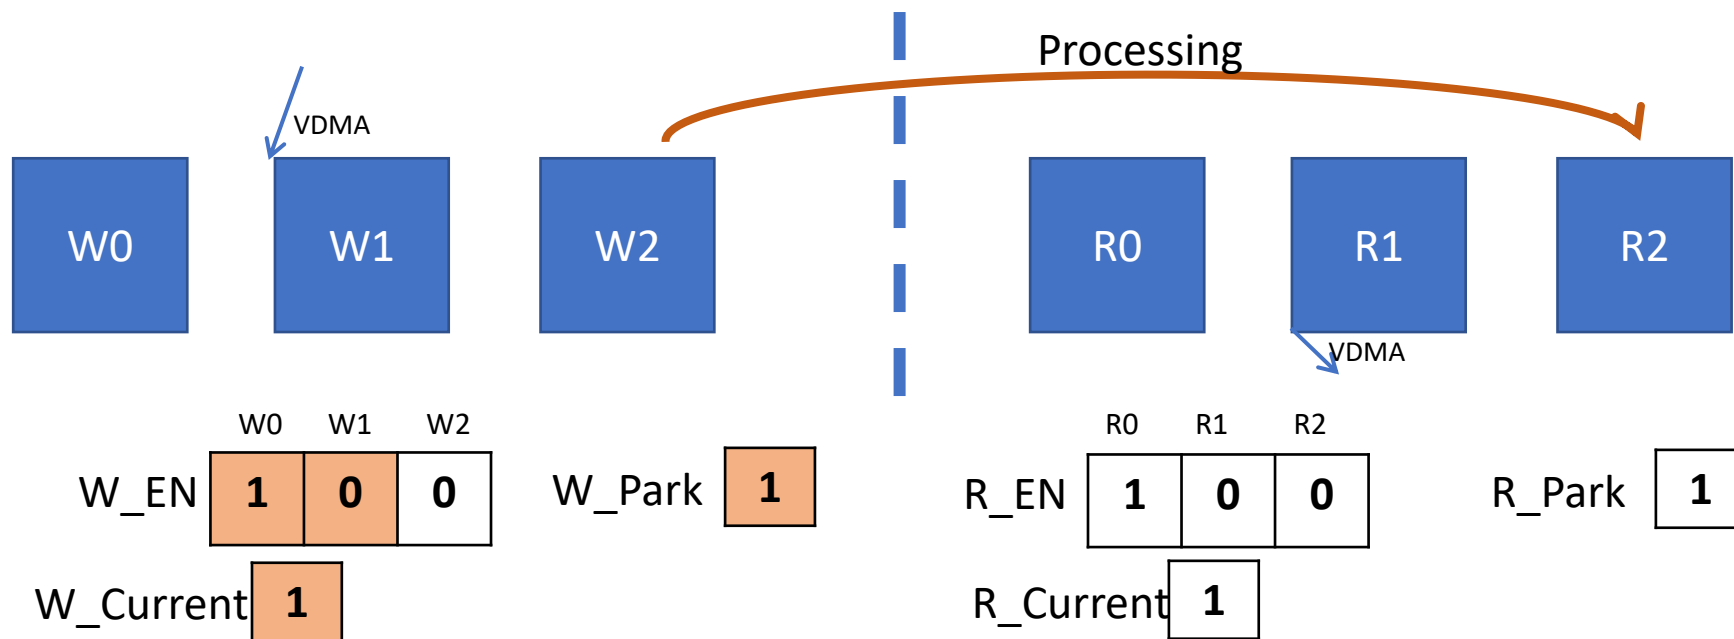 Processing
VDMA
W0 W1 W2 R0 R1 R2
VDMA
W0 W1 W2 R0 R1 R2
W_EN 1 0 0 W_Park 1 R_EN 1 0 0 R_Park 1
W_Current 1 R_Current 1